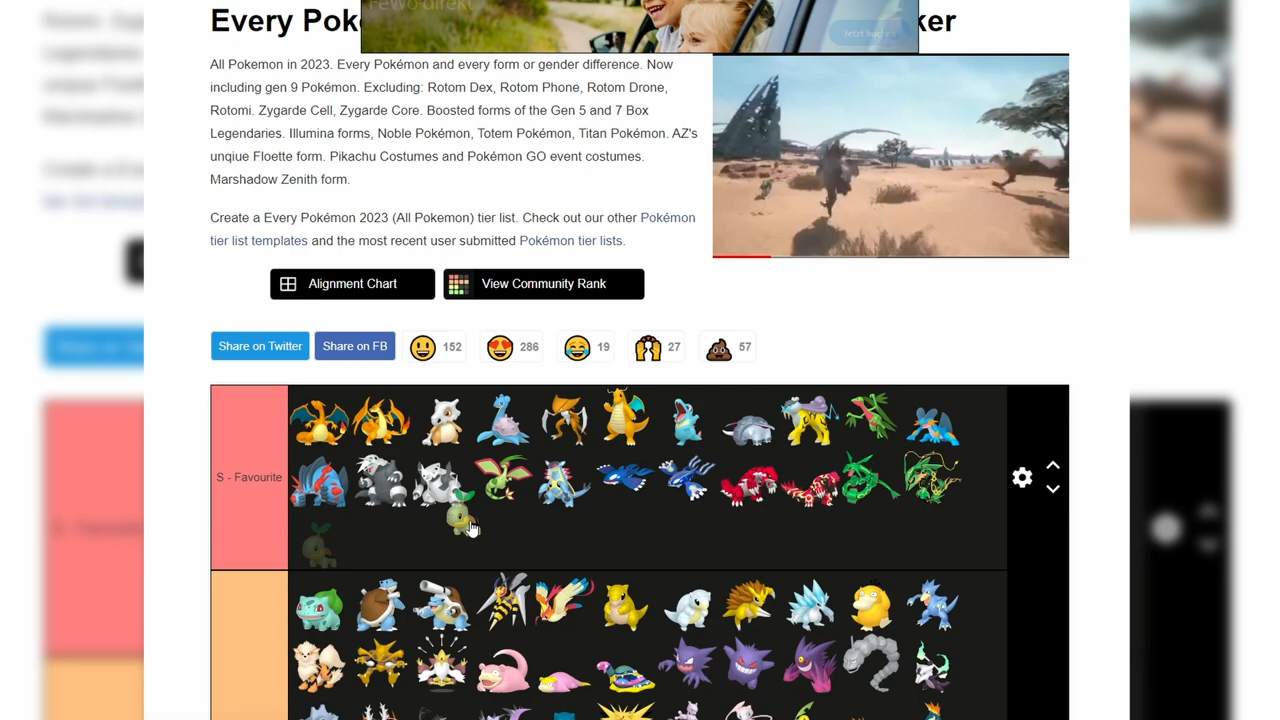 FeWo-direkt
Jetzt buchen
Every Pok
ker
All Pokemon in 2023. Every Pokémon and every form or gender difference. Now
including gen 9 Pokémon. Excluding: Rotom Dex, Rotom Phone, Rotom Drone,
Rotomi. Zygarde Cell, Zygarde Core. Boosted forms of the Gen 5 and 7 Box
Legendaries. Illumina forms, Noble Pokémon, Totem Pokémon, Titan Pokémon. AZ's
unqiue Floette form. Pikachu Costumes and Pokémon GO event costumes.
Marshadow Zenith form.
Create a Every Pokémon 2023 (All Pokemon) tier list. Check out our other Pokémon
tier list templates and the most recent user submitted Pokémon tier lists.
Alignment Chart
View Community Rank
Share on Twitter
Share on FB
152
286
19
27
57
S - Favourite